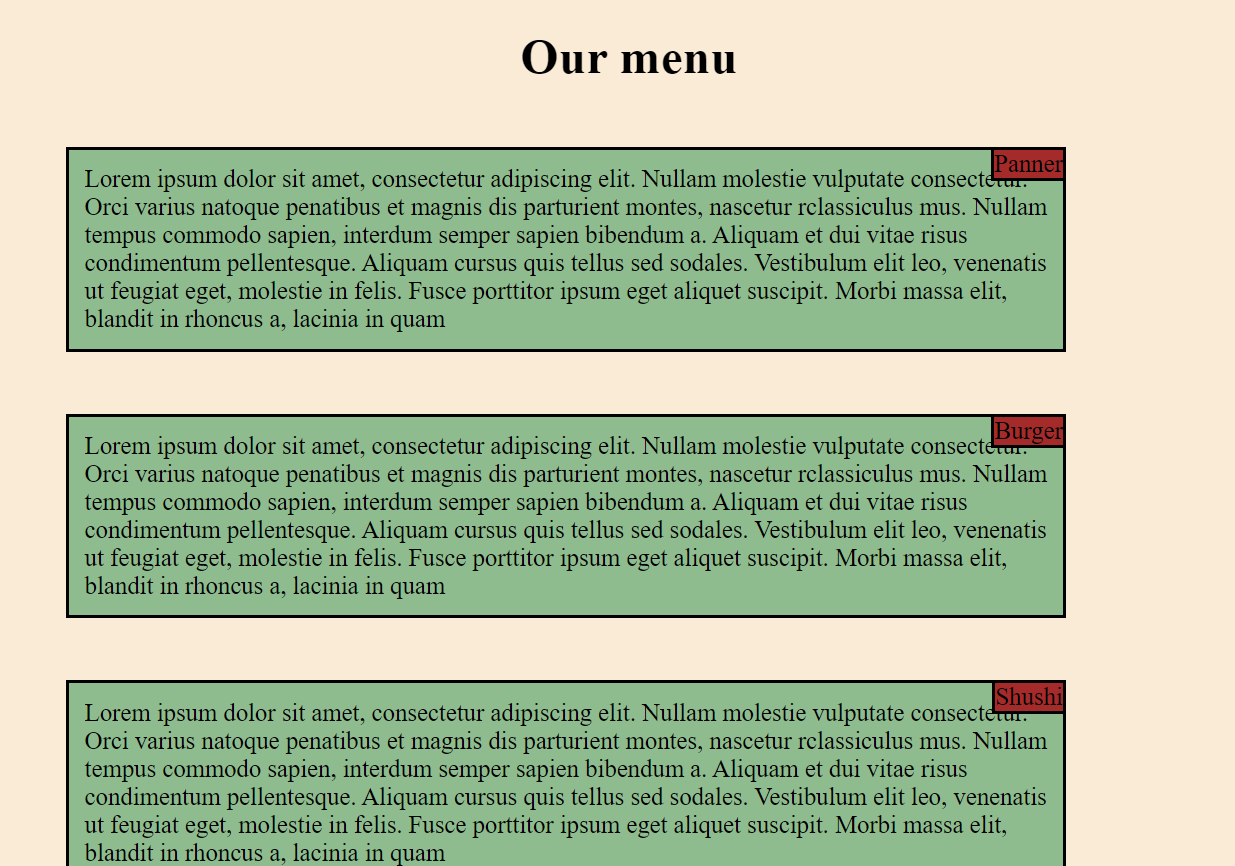 Our menu
Panner
Lorem ipsum dolor sit amet, consectetur adipiscing elit. Nullam molestie vulputate consectetur.
Orci varius natoque penatibus et magnis dis parturient montes, nascetur rclassiculus mus. Nullam
tempus commodo sapien, interdum semper sapien bibendum a. Aliquam et dui vitae risus
condimentum pellentesque. Aliquam cursus quis tellus sed sodales. Vestibulum elit leo, venenatis
ut feugiat eget, molestie in felis. Fusce porttitor ipsum eget aliquet suscipit. Morbi massa elit,
blandit in rhoncus a, lacinia in quam
Burger
Lorem ipsum dolor sit amet, consectetur adipiscing elit. Nullam molestie vulputate consectetur.
Orci varius natoque penatibus et magnis dis parturient montes, nascetur rclassiculus mus. Nullam
tempus commodo sapien, interdum semper sapien bibendum a. Aliquam et dui vitae risus
condimentum pellentesque. Aliquam cursus quis tellus sed sodales. Vestibulum elit leo, venenatis
ut feugiat eget, molestie in felis. Fusce porttitor ipsum eget aliquet suscipit. Morbi massa elit,
blandit in rhoncus a, lacinia in quam
Shushi
Lorem ipsum dolor sit amet, consectetur adipiscing elit. Nullam molestie vulputate consectetur.
Orci varius natoque penatibus et magnis dis parturient montes, nascetur rclassiculus mus. Nullam
tempus commodo sapien, interdum semper sapien bibendum a. Aliquam et dui vitae risus
condimentum pellentesque. Aliquam cursus quis tellus sed sodales. Vestibulum elit leo, venenatis
ut feugiat eget, molestie in felis. Fusce porttitor ipsum eget aliquet suscipit. Morbi massa elit,
blandit in rhoncus a, lacinia in quam